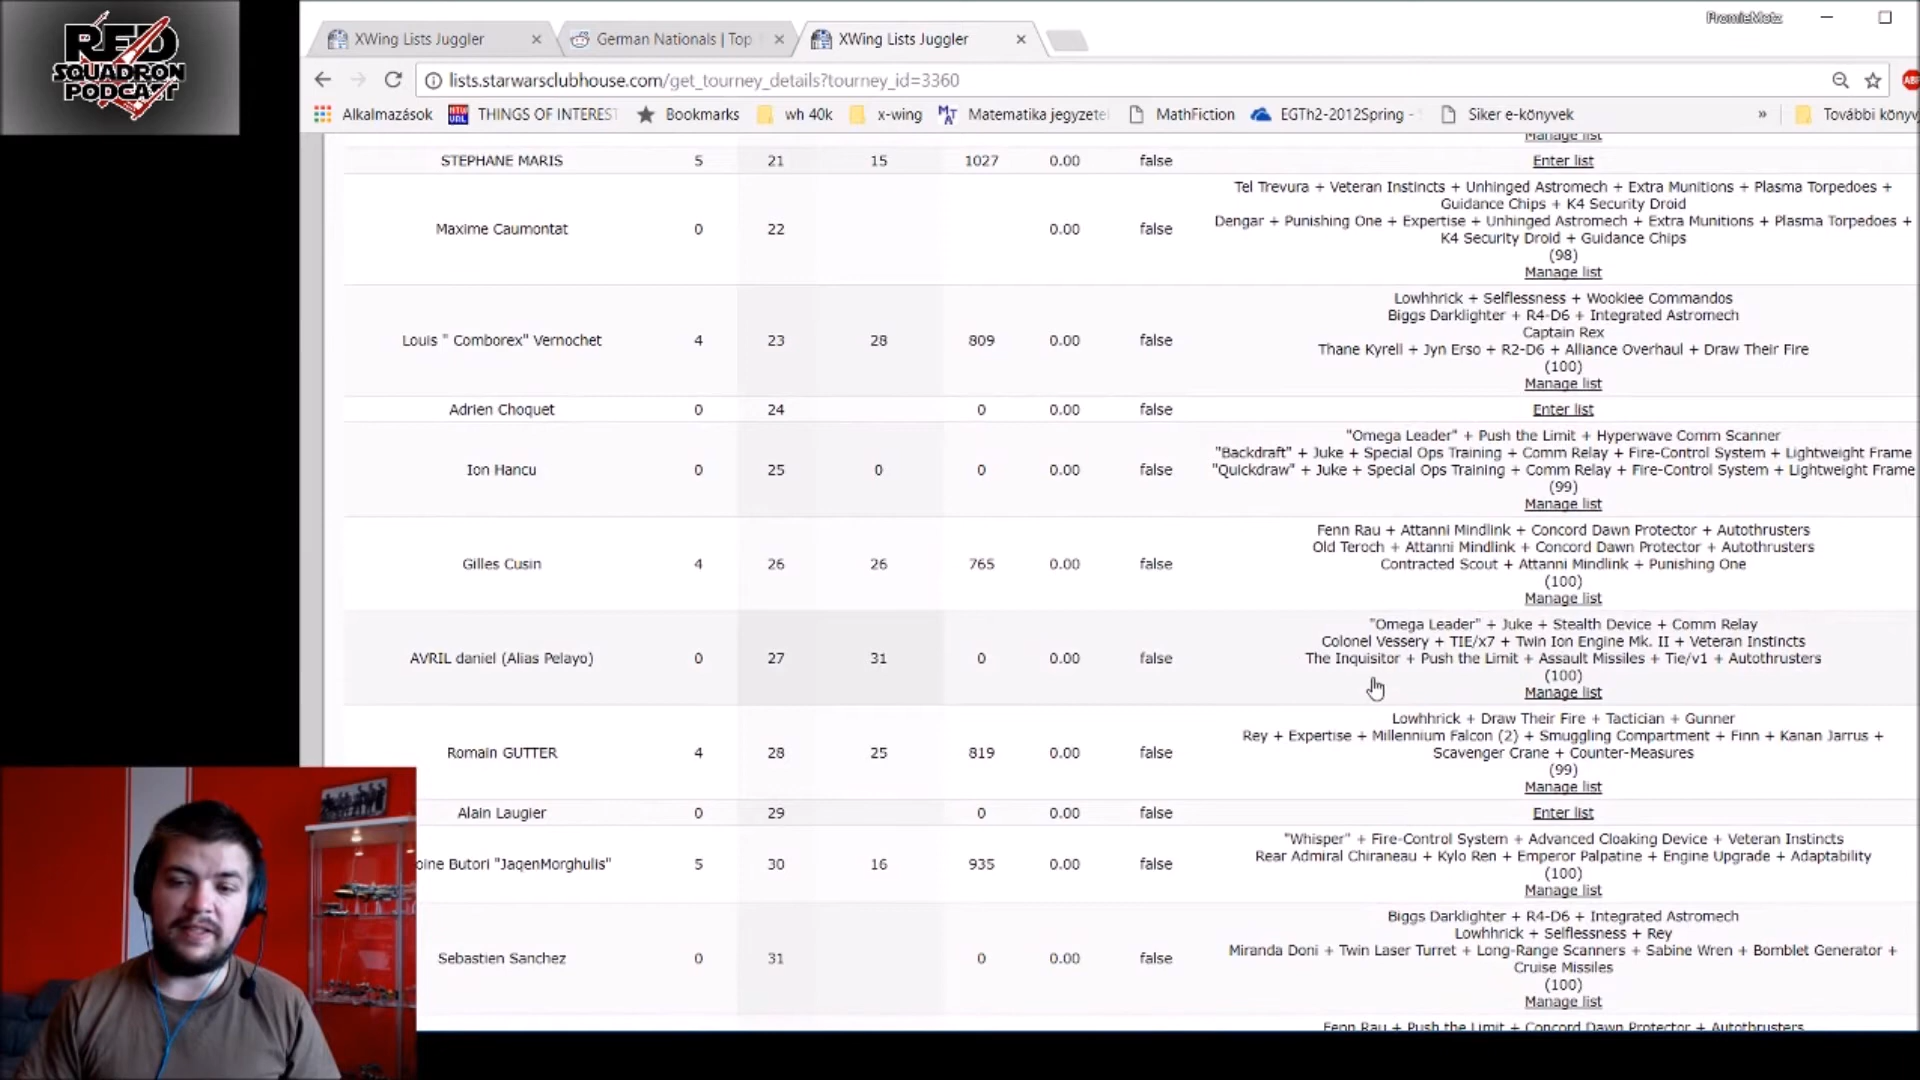 RED
SQUADRON
PODCAST
PromieMotz
XWing Lists Juggler
German Nationals | Top
XWing Lists Juggler
lists.starwarsclubhouse.com/get_tourney_details?tourney_id=3360
Alkalmazások THINGS OF INTEREST Bookmarks wh 40k x-wing Matematika jegyzetel MathFiction EGTh2-2012Spring - Siker e-könyvek » További könyv
Manage list
STEPHANE MARIS 5 21 15 1027 0.00 false Enter list
Tel Trevura + Veteran Instincts + Unhinged Astromech + Extra Munitions + Plasma Torpedoes +
Guidance Chips + K4 Security Droid
Dengar + Punishing One + Expertise + Unhinged Astromech + Extra Munitions + Plasma Torpedoes +
Maxime Caumontat 0 22 0.00 false
K4 Security Droid + Guidance Chips
(98)
Manage list
Lowhhrick + Selflessness + Wookiee Commandos
Biggs Darklighter + R4-D6 + Integrated Astromech
Captain Rex
Louis " Comborex" Vernochet 4 23 28 809 0.00 false
Thane Kyrell + Jyn Erso + R2-D6 + Alliance Overhaul + Draw Their Fire
(100)
Manage list
Adrien Choquet 0 24 0 0.00 false Enter list
"Omega Leader" + Push the Limit + Hyperwave Comm Scanner
"Backdraft" + Juke + Special Ops Training + Comm Relay + Fire-Control System + Lightweight Frame
Ion Hancu 0 25 0 0 0.00 false "Quickdraw" + Juke + Special Ops Training + Comm Relay + Fire-Control System + Lightweight Frame
(99)
Manage list
Fenn Rau + Attanni Mindlink + Concord Dawn Protector + Autothrusters
Old Teroch + Attanni Mindlink + Concord Dawn Protector + Autothrusters
Gilles Cusin 4 26 26 765 0.00 false Contracted Scout + Attanni Mindlink + Punishing One
(100)
Manage list
"Omega Leader" + Juke + Stealth Device + Comm Relay
Colonel Vessery + TIE/x7 + Twin Ion Engine Mk. II + Veteran Instincts
AVRIL daniel (Alias Pelayo) 0 27 31 0 0.00 false The Inquisitor + Push the Limit + Assault Missiles + Tie/v1 + Autothrusters
(100)
Manage list
Lowhhrick + Draw Their Fire + Tactician + Gunner
Rey + Expertise + Millennium Falcon (2) + Smuggling Compartment + Finn + Kanan Jarrus +
Romain GUTTER 4 28 25 819 0.00 false Scavenger Crane + Counter-Measures
(99)
Manage list
Alain Laugier 0 29 0 0.00 false Enter list
"Whisper" + Fire-Control System + Advanced Cloaking Device + Veteran Instincts
Rear Admiral Chiraneau + Kylo Ren + Emperor Palpatine + Engine Upgrade + Adaptability
oine Butori "JaqenMorghulis" 5 30 16 935 0.00 false
(100)
Manage list
Biggs Darklighter + R4-D6 + Integrated Astromech
Lowhhrick + Selflessness + Rey
Miranda Doni + Twin Laser Turret + Long-Range Scanners + Sabine Wren + Bomblet Generator +
Sebastien Sanchez 0 31 0 0.00 false
Cruise Missiles
(100)
Manage list
Fenn Rau + Push the Limit + Concord Dawn Protector + Autothrusters